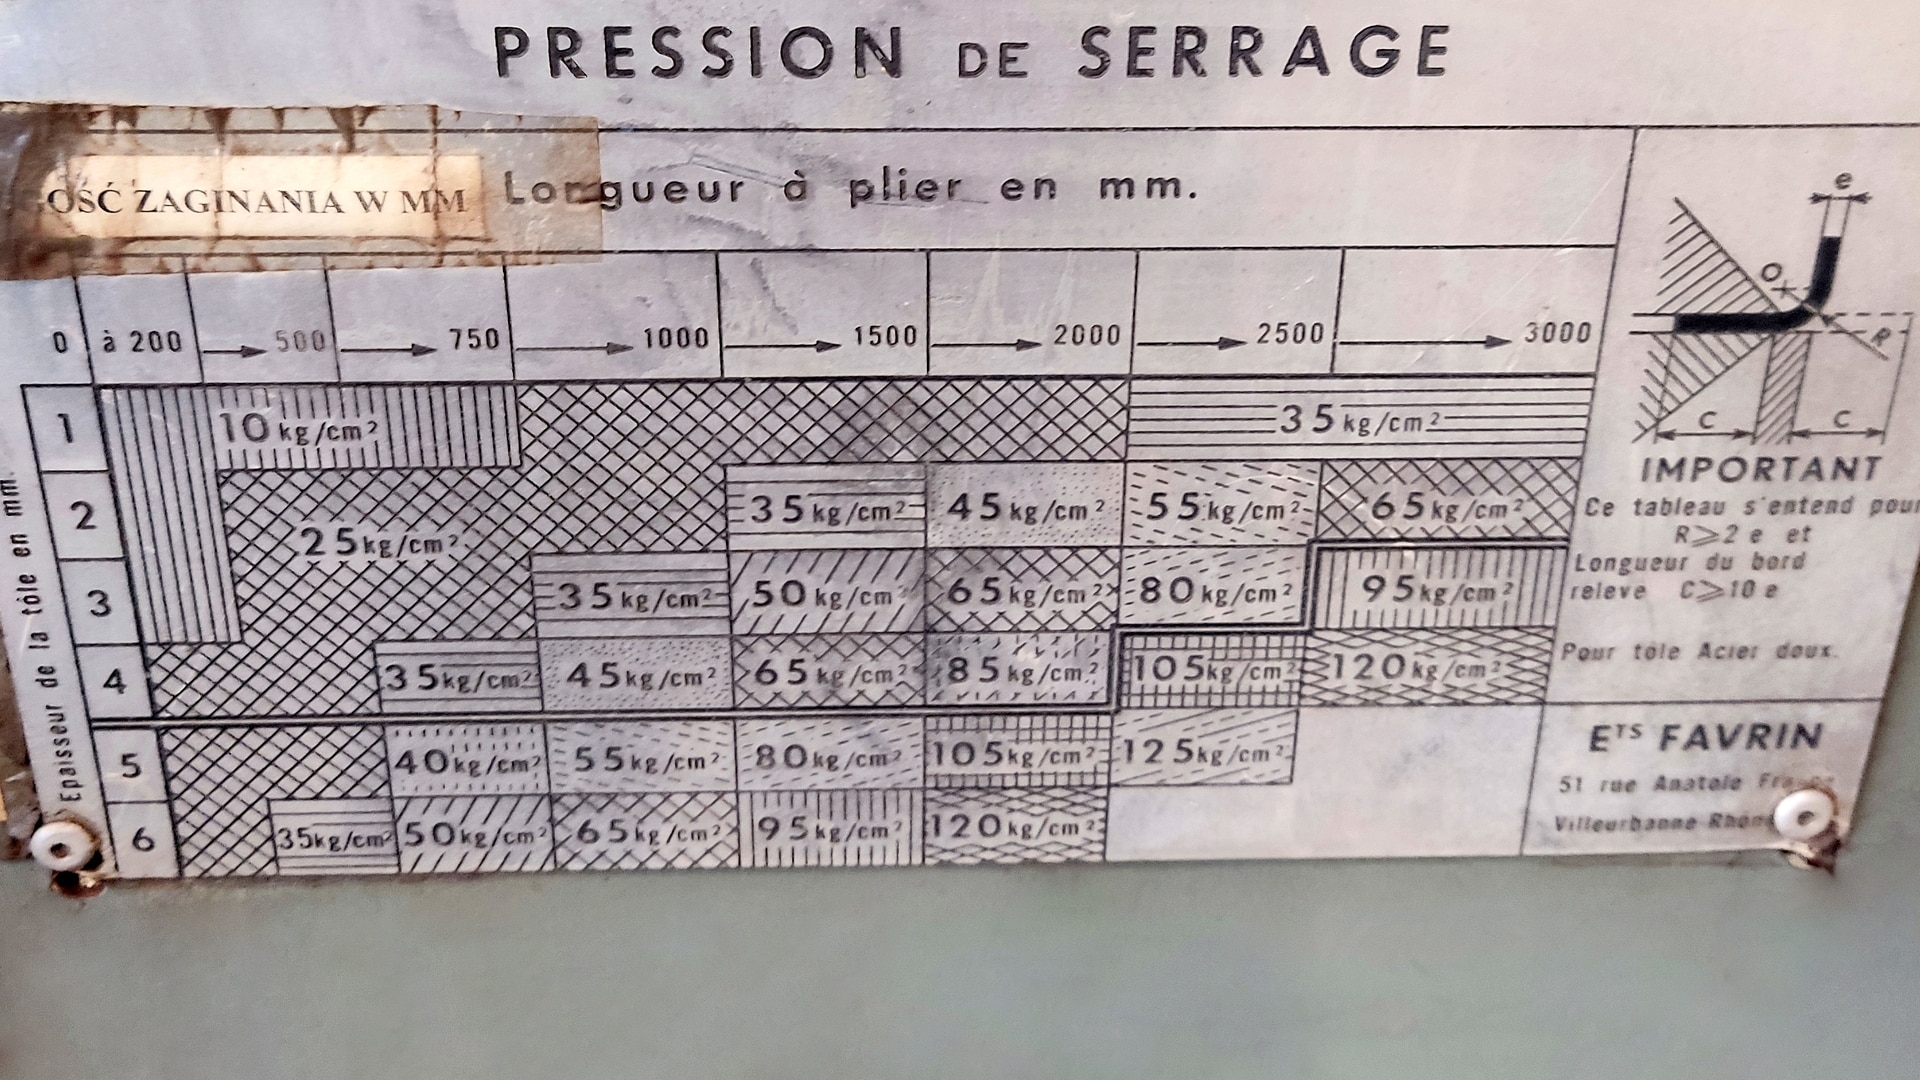 PRESSION DE SERRAGE
OŚĆ ZAGINANIA W MM Longueur à plier en mm.
0 à 200 500 750 1000 1500 2000 2500 3000
Epaisseur de la tôle en mm.
1 10 kg/cm² 35 kg/cm²
2 25 kg/cm² 35 kg/cm² 45 kg/cm² 55 kg/cm² 65 kg/cm²
3 35 kg/cm² 50 kg/cm² 65 kg/cm² 80 kg/cm² 95 kg/cm²
4 35 kg/cm² 45 kg/cm² 65 kg/cm² 85 kg/cm² 105 kg/cm² 120 kg/cm²
5 40 kg/cm² 55 kg/cm² 80 kg/cm² 105 kg/cm² 125 kg/cm²
6 35 kg/cm² 50 kg/cm² 65 kg/cm² 95 kg/cm² 120 kg/cm²
e
O
R
C C
IMPORTANT
Ce tableau s'entend pour
R⩾2 e et
Longueur du bord
releve C⩾10 e
Pour tôle Acier doux.
ETS FAVRIN
51 rue Anatole
Villeurbanne